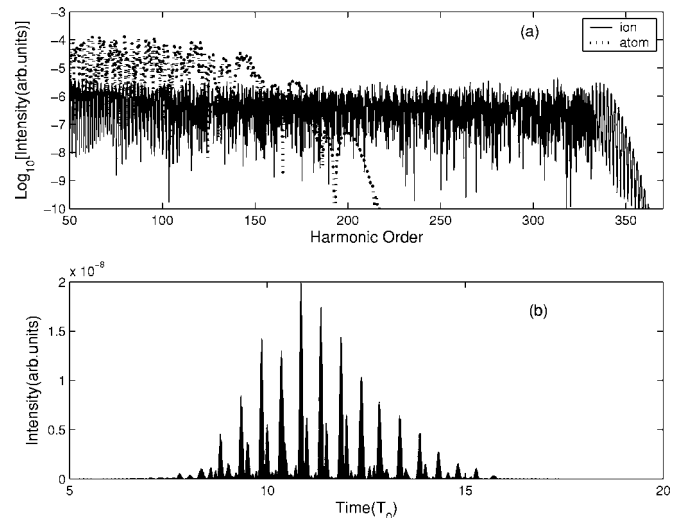 (a)
ion
atom
Log10[Intensity(arb.units)]
−3
−4
−5
−6
−7
−8
−9
−10
50 100 150 200 250 300 350
Harmonic Order
x 10−8
(b)
Intensity(arb.units)
2
1.5
1
0.5
0
5 10 15 20
Time(T0)